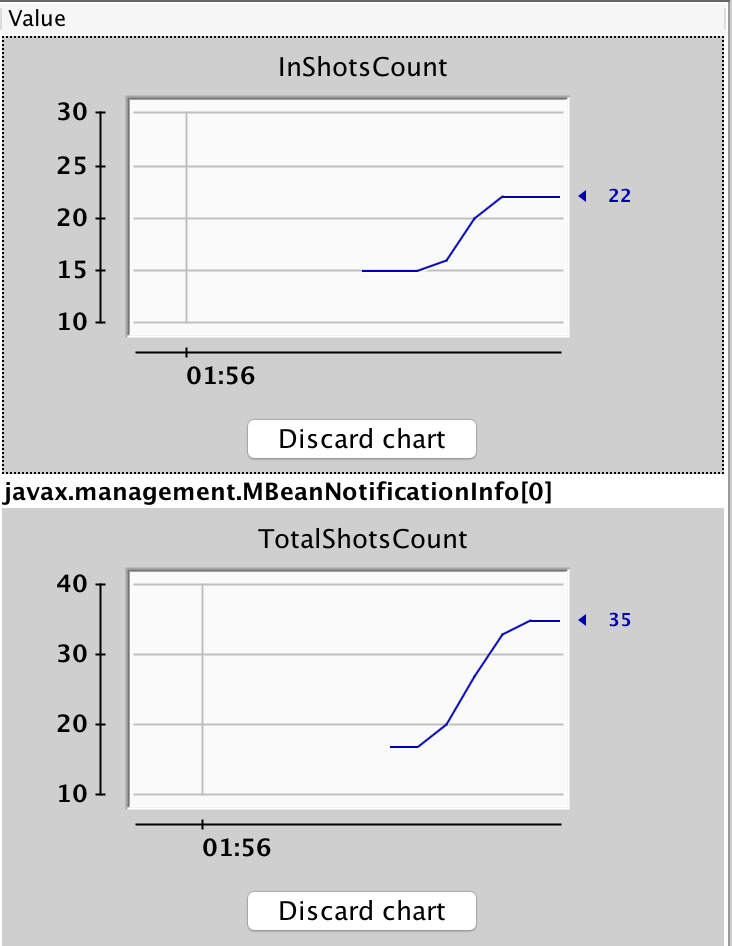 Value
InShotsCount
30
25
20
15
10
22
01:56
Discard chart
javax.management.MBeanNotificationInfo[0]
TotalShotsCount
40
30
20
10
35
01:56
Discard chart